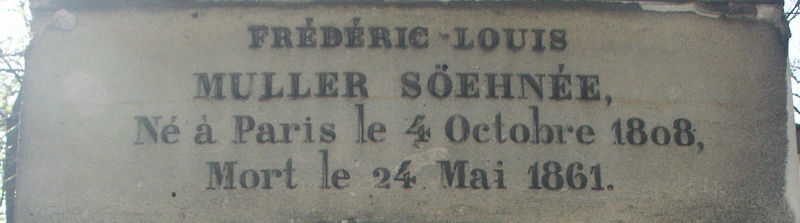 FRÉDÉRIC-LOUIS
MULLER SÖEHNÉE,
Né à Paris le 4 Octobre 1808,
Mort le 24 Mai 1861.